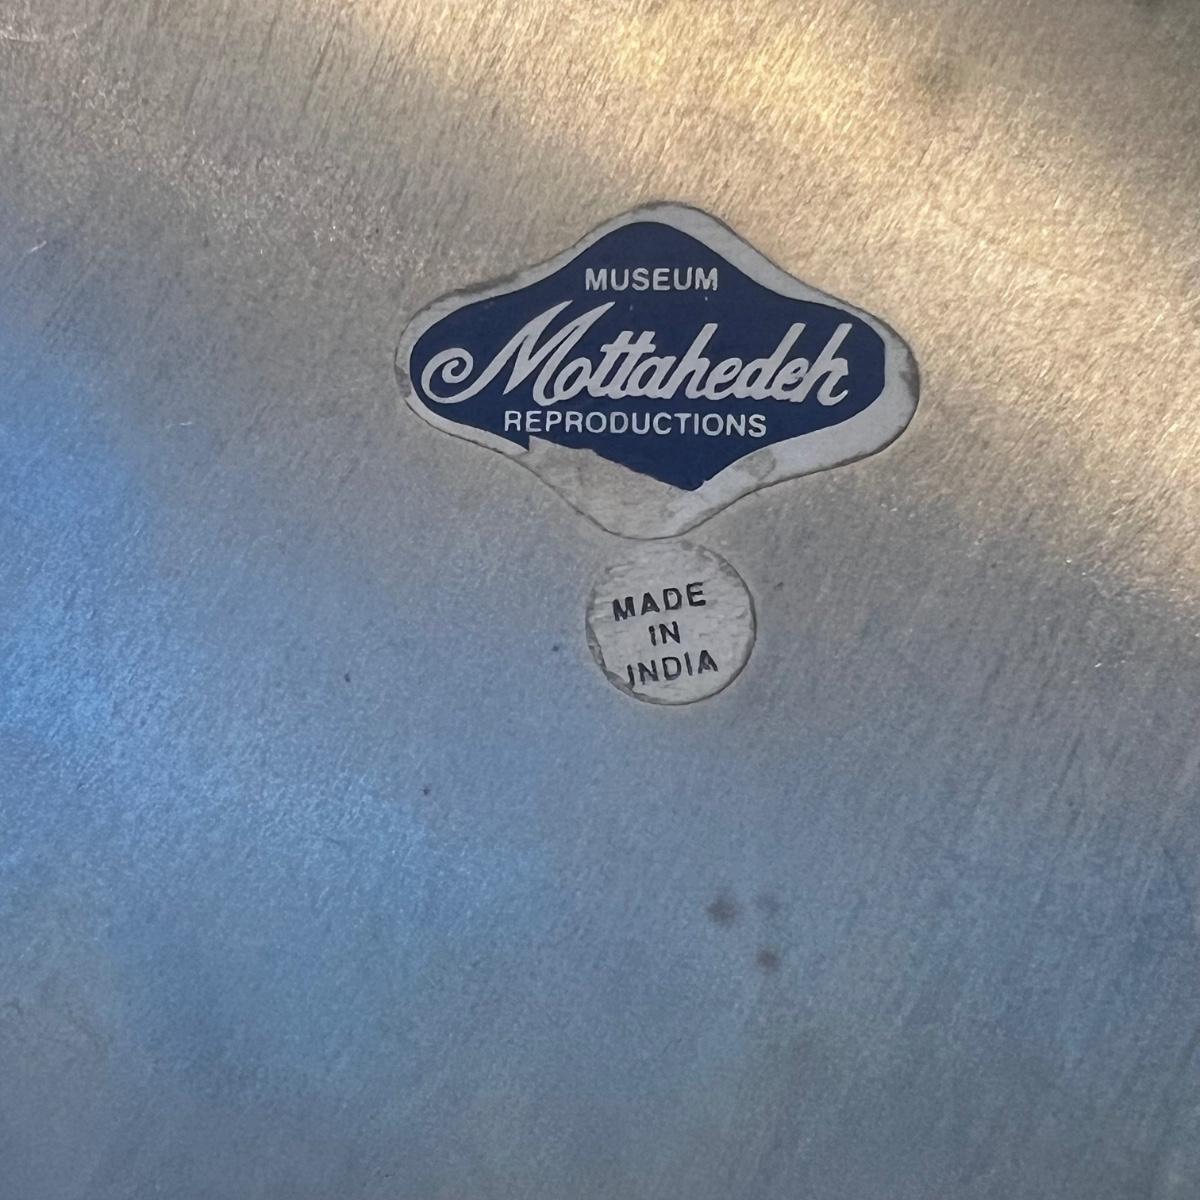 MUSEUM
Mottahedeh
REPRODUCTIONS
MADE
IN
INDIA